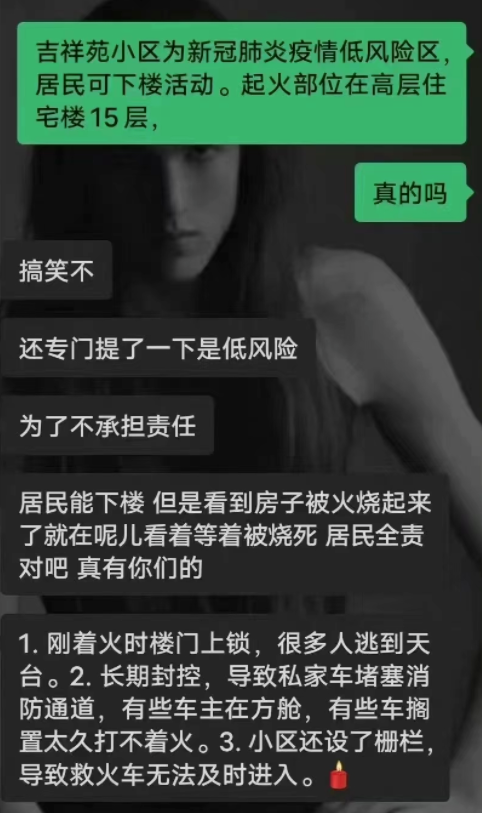 吉祥苑小区为新冠肺炎疫情低风险区，
居民可下楼活动。起火部位在高层住
宅楼15层，
真的吗
搞笑不
还专门提了一下是低风险
为了不承担责任
居民能下楼 但是看到房子被火烧起来
了就在呢儿看着等着被烧死 居民全责
对吧 真有你们的
1. 刚着火时楼门上锁，很多人逃到天
台。2. 长期封控，导致私家车堵塞消
防通道，有些车主在方舱，有些车搁
置太久打不着火。3. 小区还设了栅栏，
导致救火车无法及时进入。